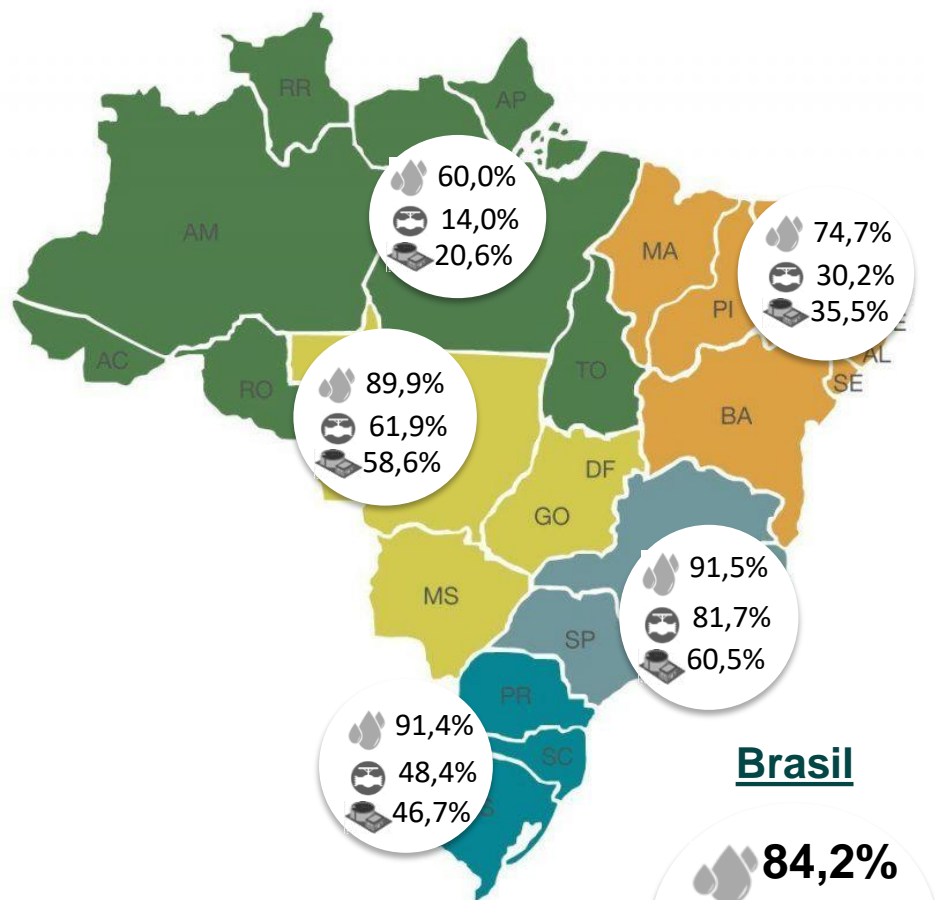 RR
AP
60,0%
14,0%
20,6%
AM
MA
74,7%
30,2%
35,5%
PI
E
AL
SE
AC
RO
TO
BA
89,9%
61,9%
58,6%
DF
GO
MS
91,5%
81,7%
60,5%
SP
PR
91,4%
48,4%
46,7%
SC
S
Brasil
84,2%